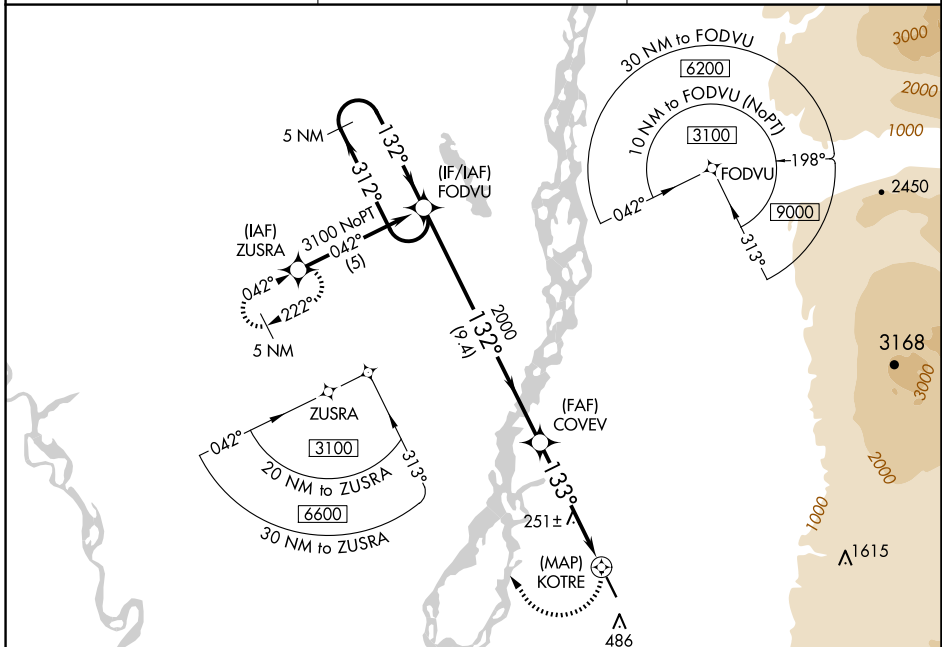 3000
2000
1000
30 NM to FODVU
6200
10 NM to FODVU (NoPT)
3100
FODVU
198°
042°
9000
313°
2450
5 NM
132°
312°
(IF/IAF)
FODVU
(IAF)
ZUSRA
3100 NoPT
042°
(5)
042°
222°
5 NM
2000
132°
(9.4)
3168
3000
ZUSRA
042°
3100
313°
20 NM to ZUSRA
6600
30 NM to ZUSRA
(FAF)
COVEV
133°
251±
2000
1000
(MAP)
KOTRE
1615
486